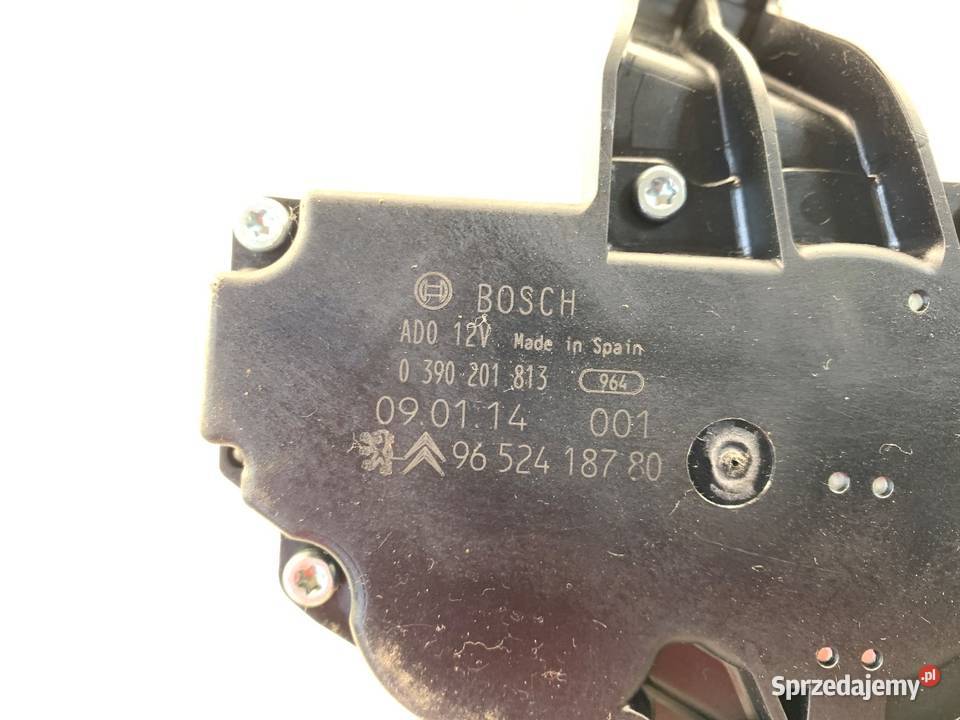 BOSCH
ADO 12V Made in Spain
0 390 201 813 964
09.01.14 001
96 524 187 80
Sprzedajemy.pl